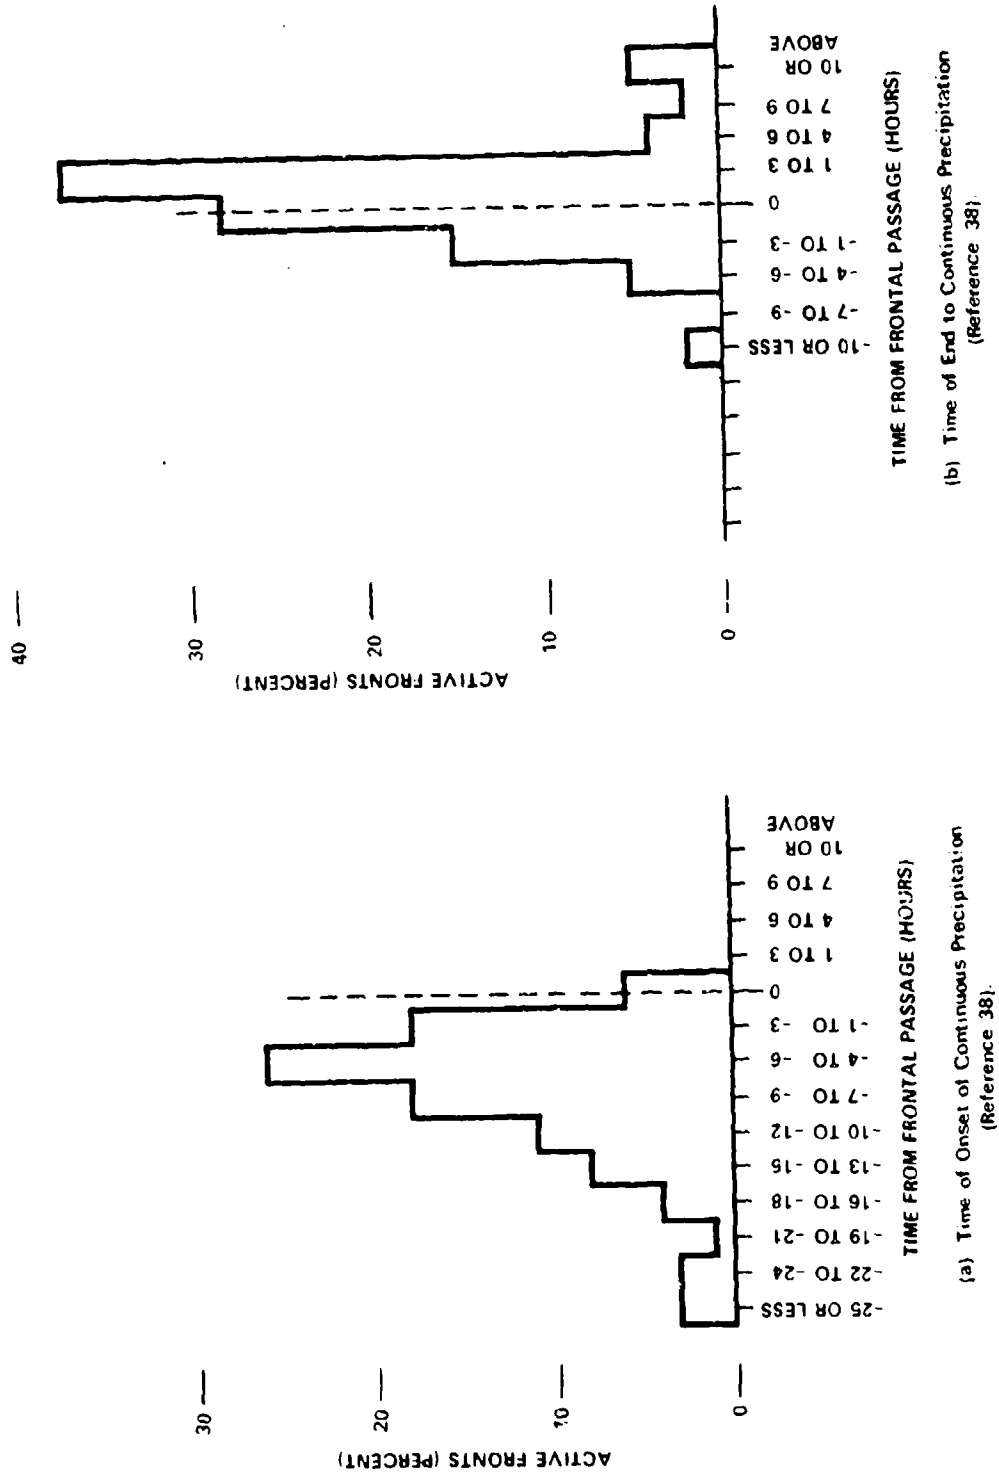 ACTIVE FRONTS (PERCENT)
30
20
10
0
-25 OR LESS
-22 TO -24
-19 TO -21
-16 TO -18
-13 TO -15
-10 TO -12
-7 TO -9
-4 TO -6
-1 TO -3
0
1 TO 3
4 TO 6
7 TO 9
10 OR
ABOVE
TIME FROM FRONTAL PASSAGE (HOURS)
(a) Time of Onset of Continuous Precipitation
(Reference 38).
ACTIVE FRONTS (PERCENT)
40
30
20
10
0
-10 OR LESS
-7 TO -9
-4 TO -6
-1 TO -3
0
1 TO 3
4 TO 6
7 TO 9
10 OR
ABOVE
TIME FROM FRONTAL PASSAGE (HOURS)
(b) Time of End to Continuous Precipitation
(Reference 38).